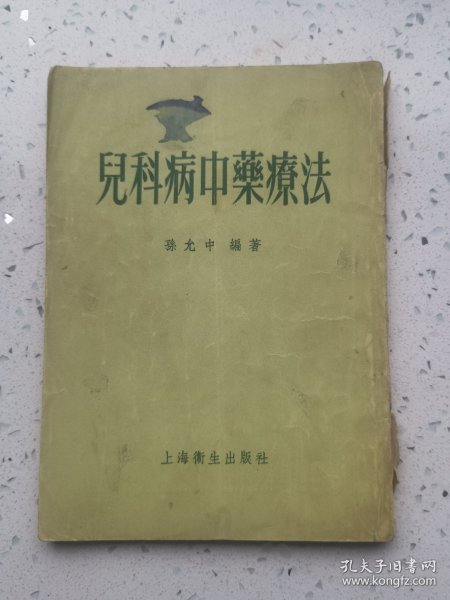 兒科病中藥療法
孫允中 編著
上海衛生出版社
孔夫子旧书网
www.kongfz.com